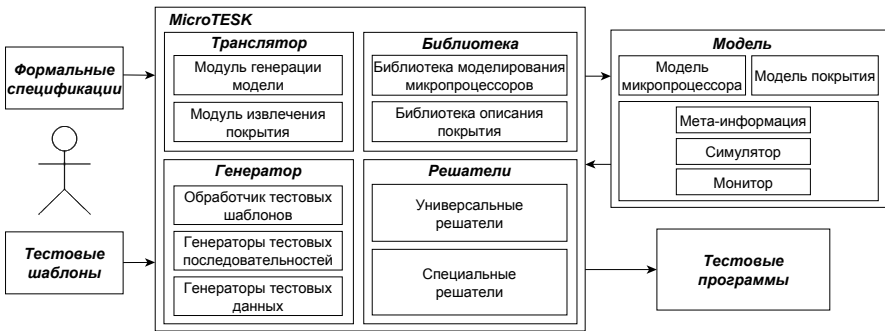 MicroTESK
Формальные
спецификации
Тестовые
шаблоны
Транслятор
Модуль генерации
модели
Модуль извлечения
покрытия
Библиотека
Библиотека моделирования
микропроцессоров
Библиотека описания
покрытия
Генератор
Обработчик тестовых
шаблонов
Генераторы тестовых
последовательностей
Генераторы тестовых
данных
Решатели
Универсальные
решатели
Специальные
решатели
Модель
Модель
микропроцессора
Модель покрытия
Мета-информация
Симулятор
Монитор
Тестовые
программы